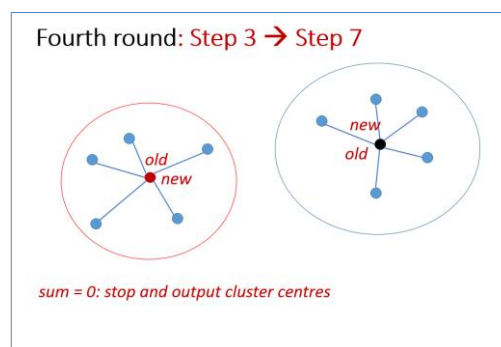 Fourth round: Step 3 → Step 7
new
old
old
new
sum = 0: stop and output cluster centres